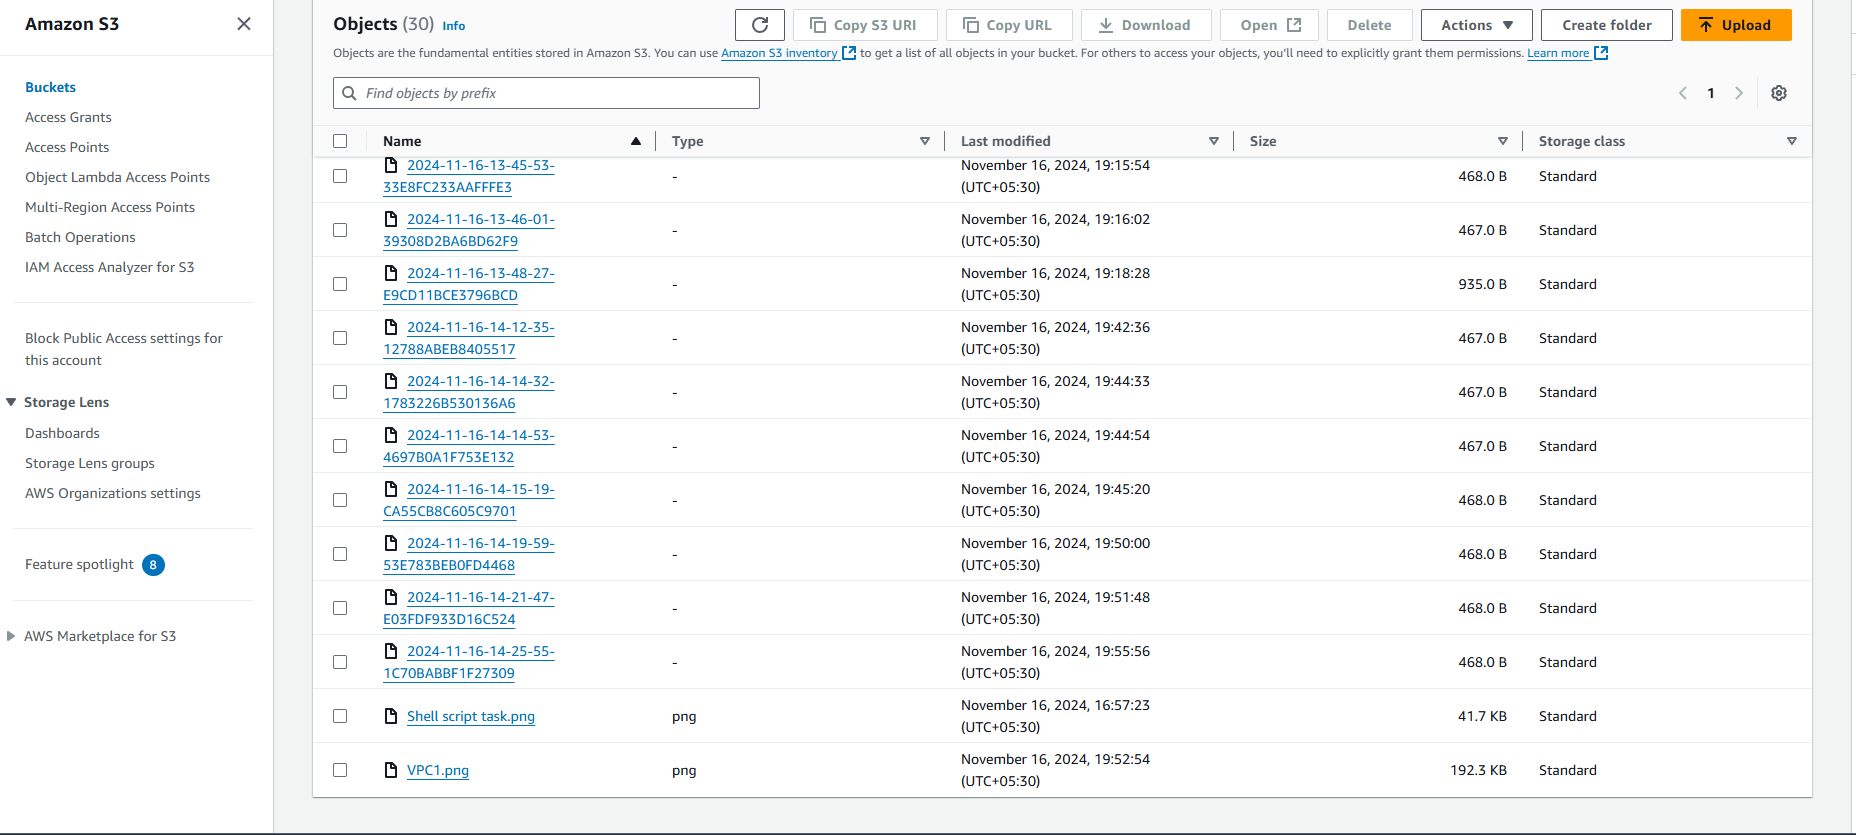 Amazon S3
Buckets
Access Grants
Access Points
Object Lambda Access Points
Multi-Region Access Points
Batch Operations
IAM Access Analyzer for S3
Block Public Access settings for
this account
Storage Lens
Dashboards
Storage Lens groups
AWS Organizations settings
Feature spotlight 8
AWS Marketplace for S3
Objects (30) Info
Copy S3 URI
Copy URL
Download
Open
Delete
Actions
Create folder
Upload
Objects are the fundamental entities stored in Amazon S3. You can use Amazon S3 inventory to get a list of all objects in your bucket. For others to access your objects, you'll need to explicitly grant them permissions. Learn more
Find objects by prefix
1
Name Type Last modified Size Storage class
2024-11-16-13-45-53- November 16, 2024, 19:15:54
33E8FC233AAFFFE3 - (UTC+05:30) 468.0 B Standard
2024-11-16-13-46-01- November 16, 2024, 19:16:02
39308D2BA6BD62F9 - (UTC+05:30) 467.0 B Standard
2024-11-16-13-48-27- November 16, 2024, 19:18:28
E9CD11BCE3796BCD - (UTC+05:30) 935.0 B Standard
2024-11-16-14-12-35- November 16, 2024, 19:42:36
12788ABEB8405517 - (UTC+05:30) 467.0 B Standard
2024-11-16-14-14-32- November 16, 2024, 19:44:33
1783226B530136A6 - (UTC+05:30) 467.0 B Standard
2024-11-16-14-14-53- November 16, 2024, 19:44:54
4697B0A1F753E132 - (UTC+05:30) 467.0 B Standard
2024-11-16-14-15-19- November 16, 2024, 19:45:20
CA55CB8C605C9701 - (UTC+05:30) 468.0 B Standard
2024-11-16-14-19-59- November 16, 2024, 19:50:00
53E783BEB0FD4468 - (UTC+05:30) 468.0 B Standard
2024-11-16-14-21-47- November 16, 2024, 19:51:48
E03FDF933D16C524 - (UTC+05:30) 468.0 B Standard
2024-11-16-14-25-55- November 16, 2024, 19:55:56
1C70BABBF1F27309 - (UTC+05:30) 468.0 B Standard
Shell script task.png png November 16, 2024, 16:57:23 41.7 KB Standard
(UTC+05:30)
VPC1.png png November 16, 2024, 19:52:54 192.3 KB Standard
(UTC+05:30)